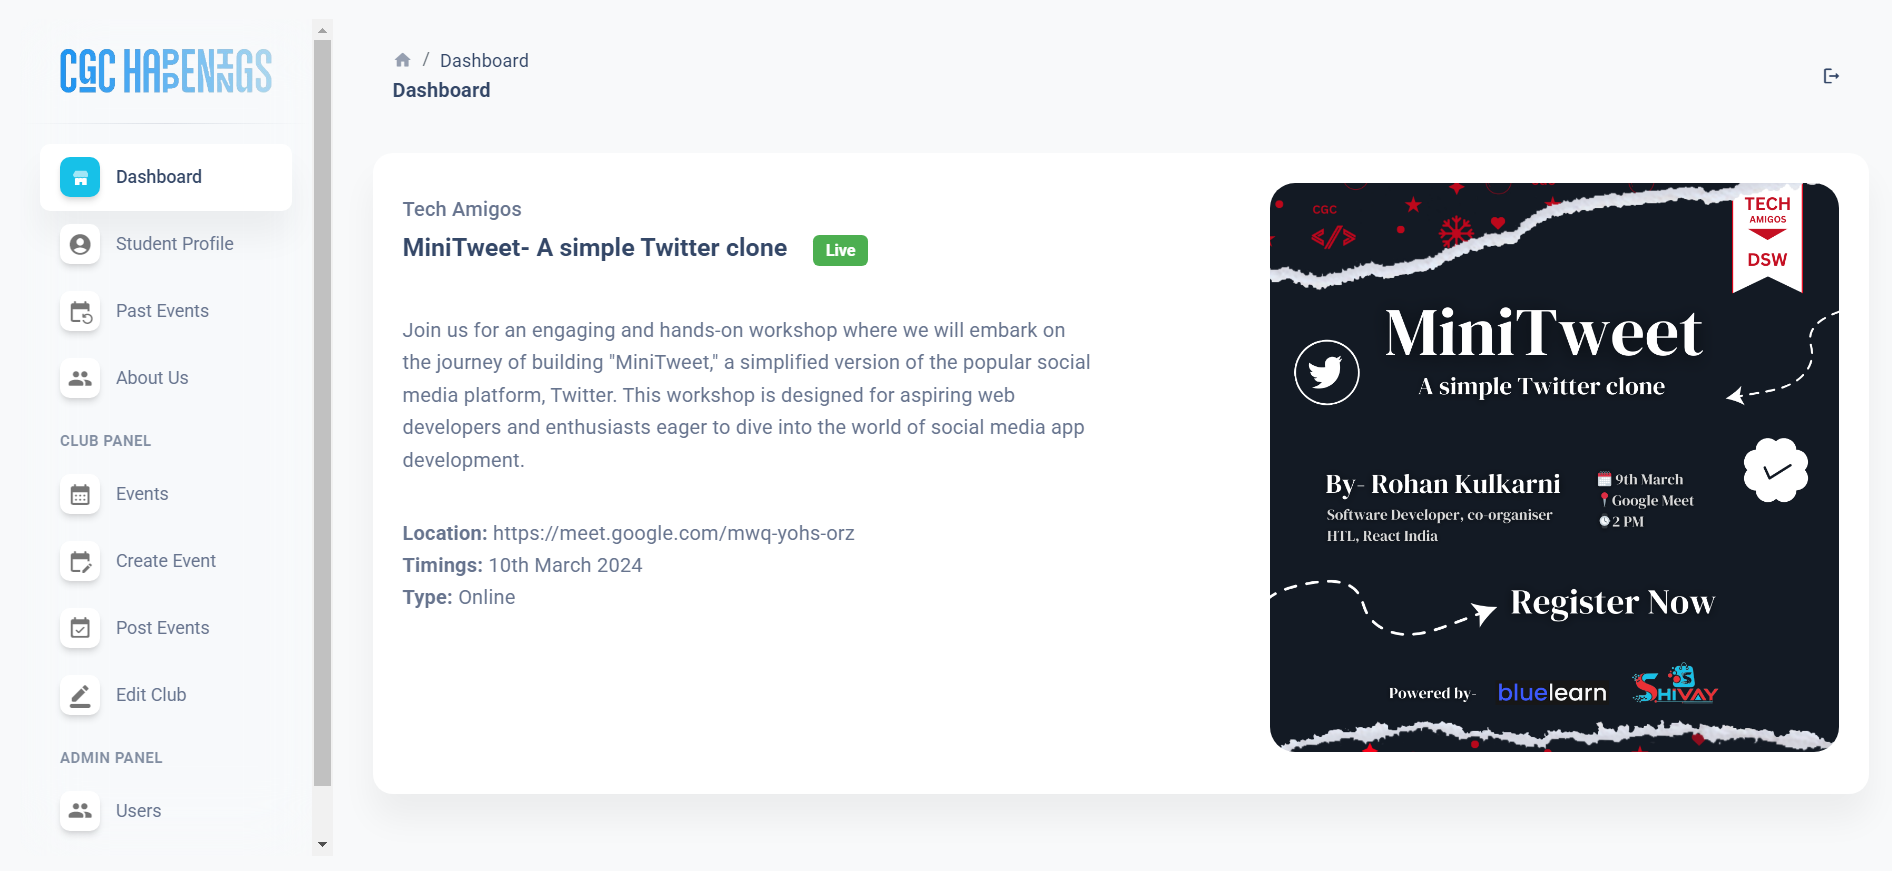 CGC HAPPENINGS
Dashboard
Student Profile
Past Events
About Us
CLUB PANEL
Events
Create Event
Post Events
Edit Club
ADMIN PANEL
Users
/ Dashboard
Dashboard
Tech Amigos
MiniTweet- A simple Twitter clone Live
Join us for an engaging and hands-on workshop where we will embark on
the journey of building "MiniTweet," a simplified version of the popular social
media platform, Twitter. This workshop is designed for aspiring web
developers and enthusiasts eager to dive into the world of social media app
development.
Location: https://meet.google.com/mwq-yohs-orz
Timings: 10th March 2024
Type: Online
CGC
</>
TECH
AMIGOS
DSW
MiniTweet
A simple Twitter clone
By- Rohan Kulkarni
Software Developer, co-organiser
HTL, React India
9th March
Google Meet
2 PM
Register Now
Powered by- bluelearn SHIVAY